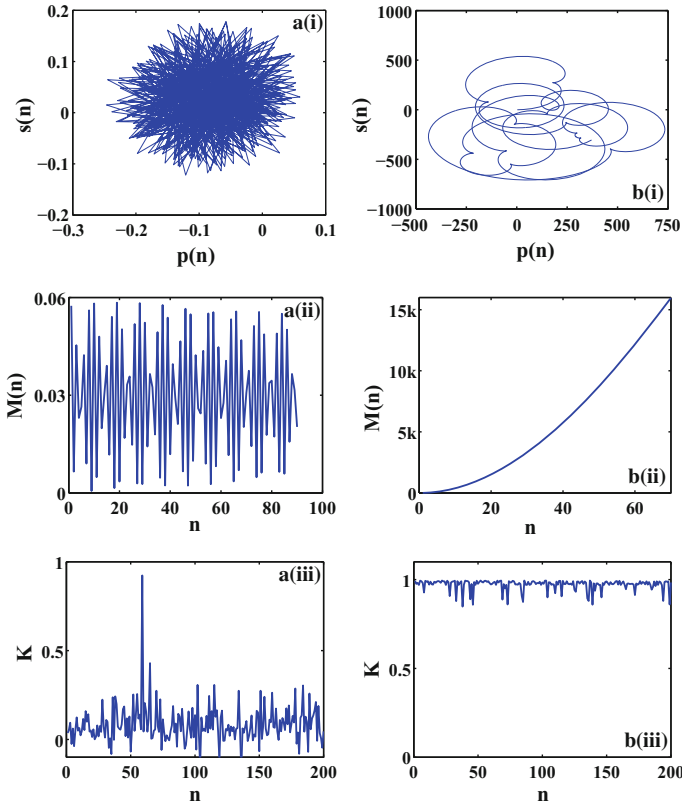 a(i)
0.2
0.1
0
−0.1
−0.2
s(n)
−0.3
−0.2
−0.1
0
0.1
p(n)
1000
500
0
−500
−1000
s(n)
b(i)
−500
−250
0
250
500
750
p(n)
a(ii)
0.06
0.03
0
M(n)
0
20
40
60
80
100
n
15k
10k
5k
0
M(n)
b(ii)
0
20
40
60
n
a(iii)
1
0.5
0
K
0
50
100
150
200
n
1
0.5
0
K
b(iii)
0
50
100
150
200
n